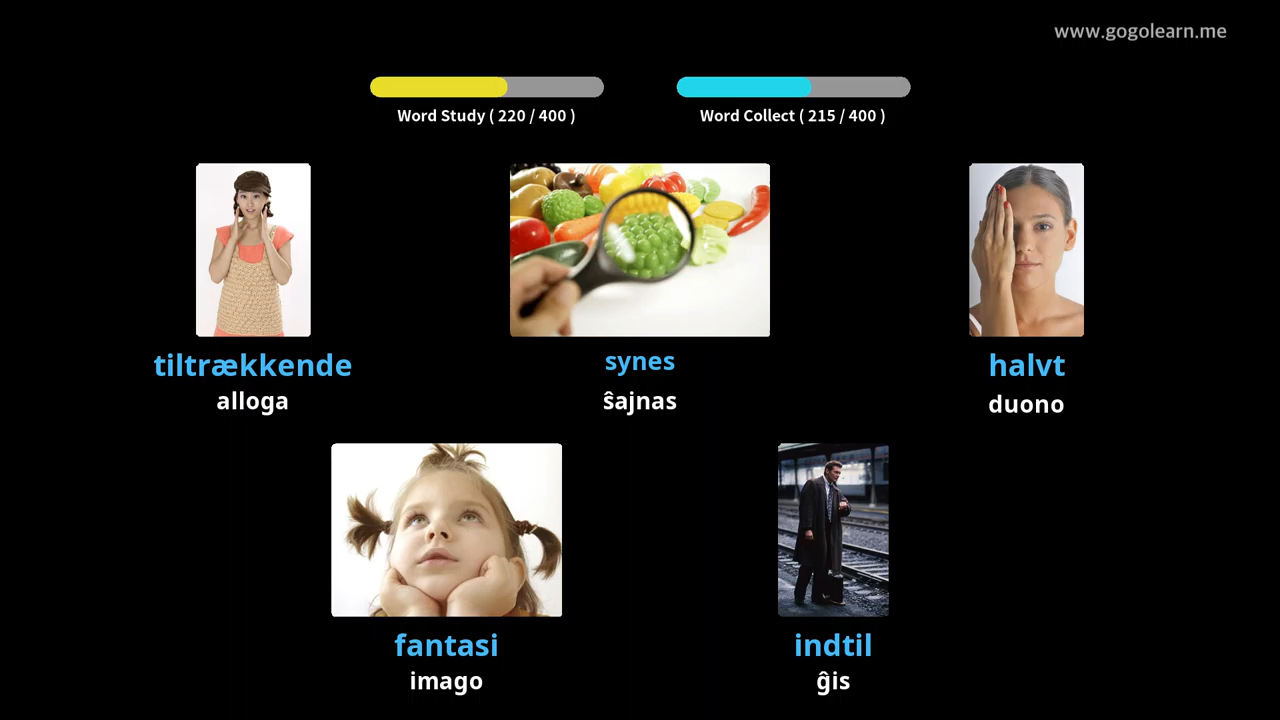 www.gogolearn.me
Word Study ( 220 / 400 )
Word Collect ( 215 / 400 )
tiltrækkende
alloga
synes
ŝajnas
halvt
duono
fantasi
imago
indtil
ĝis